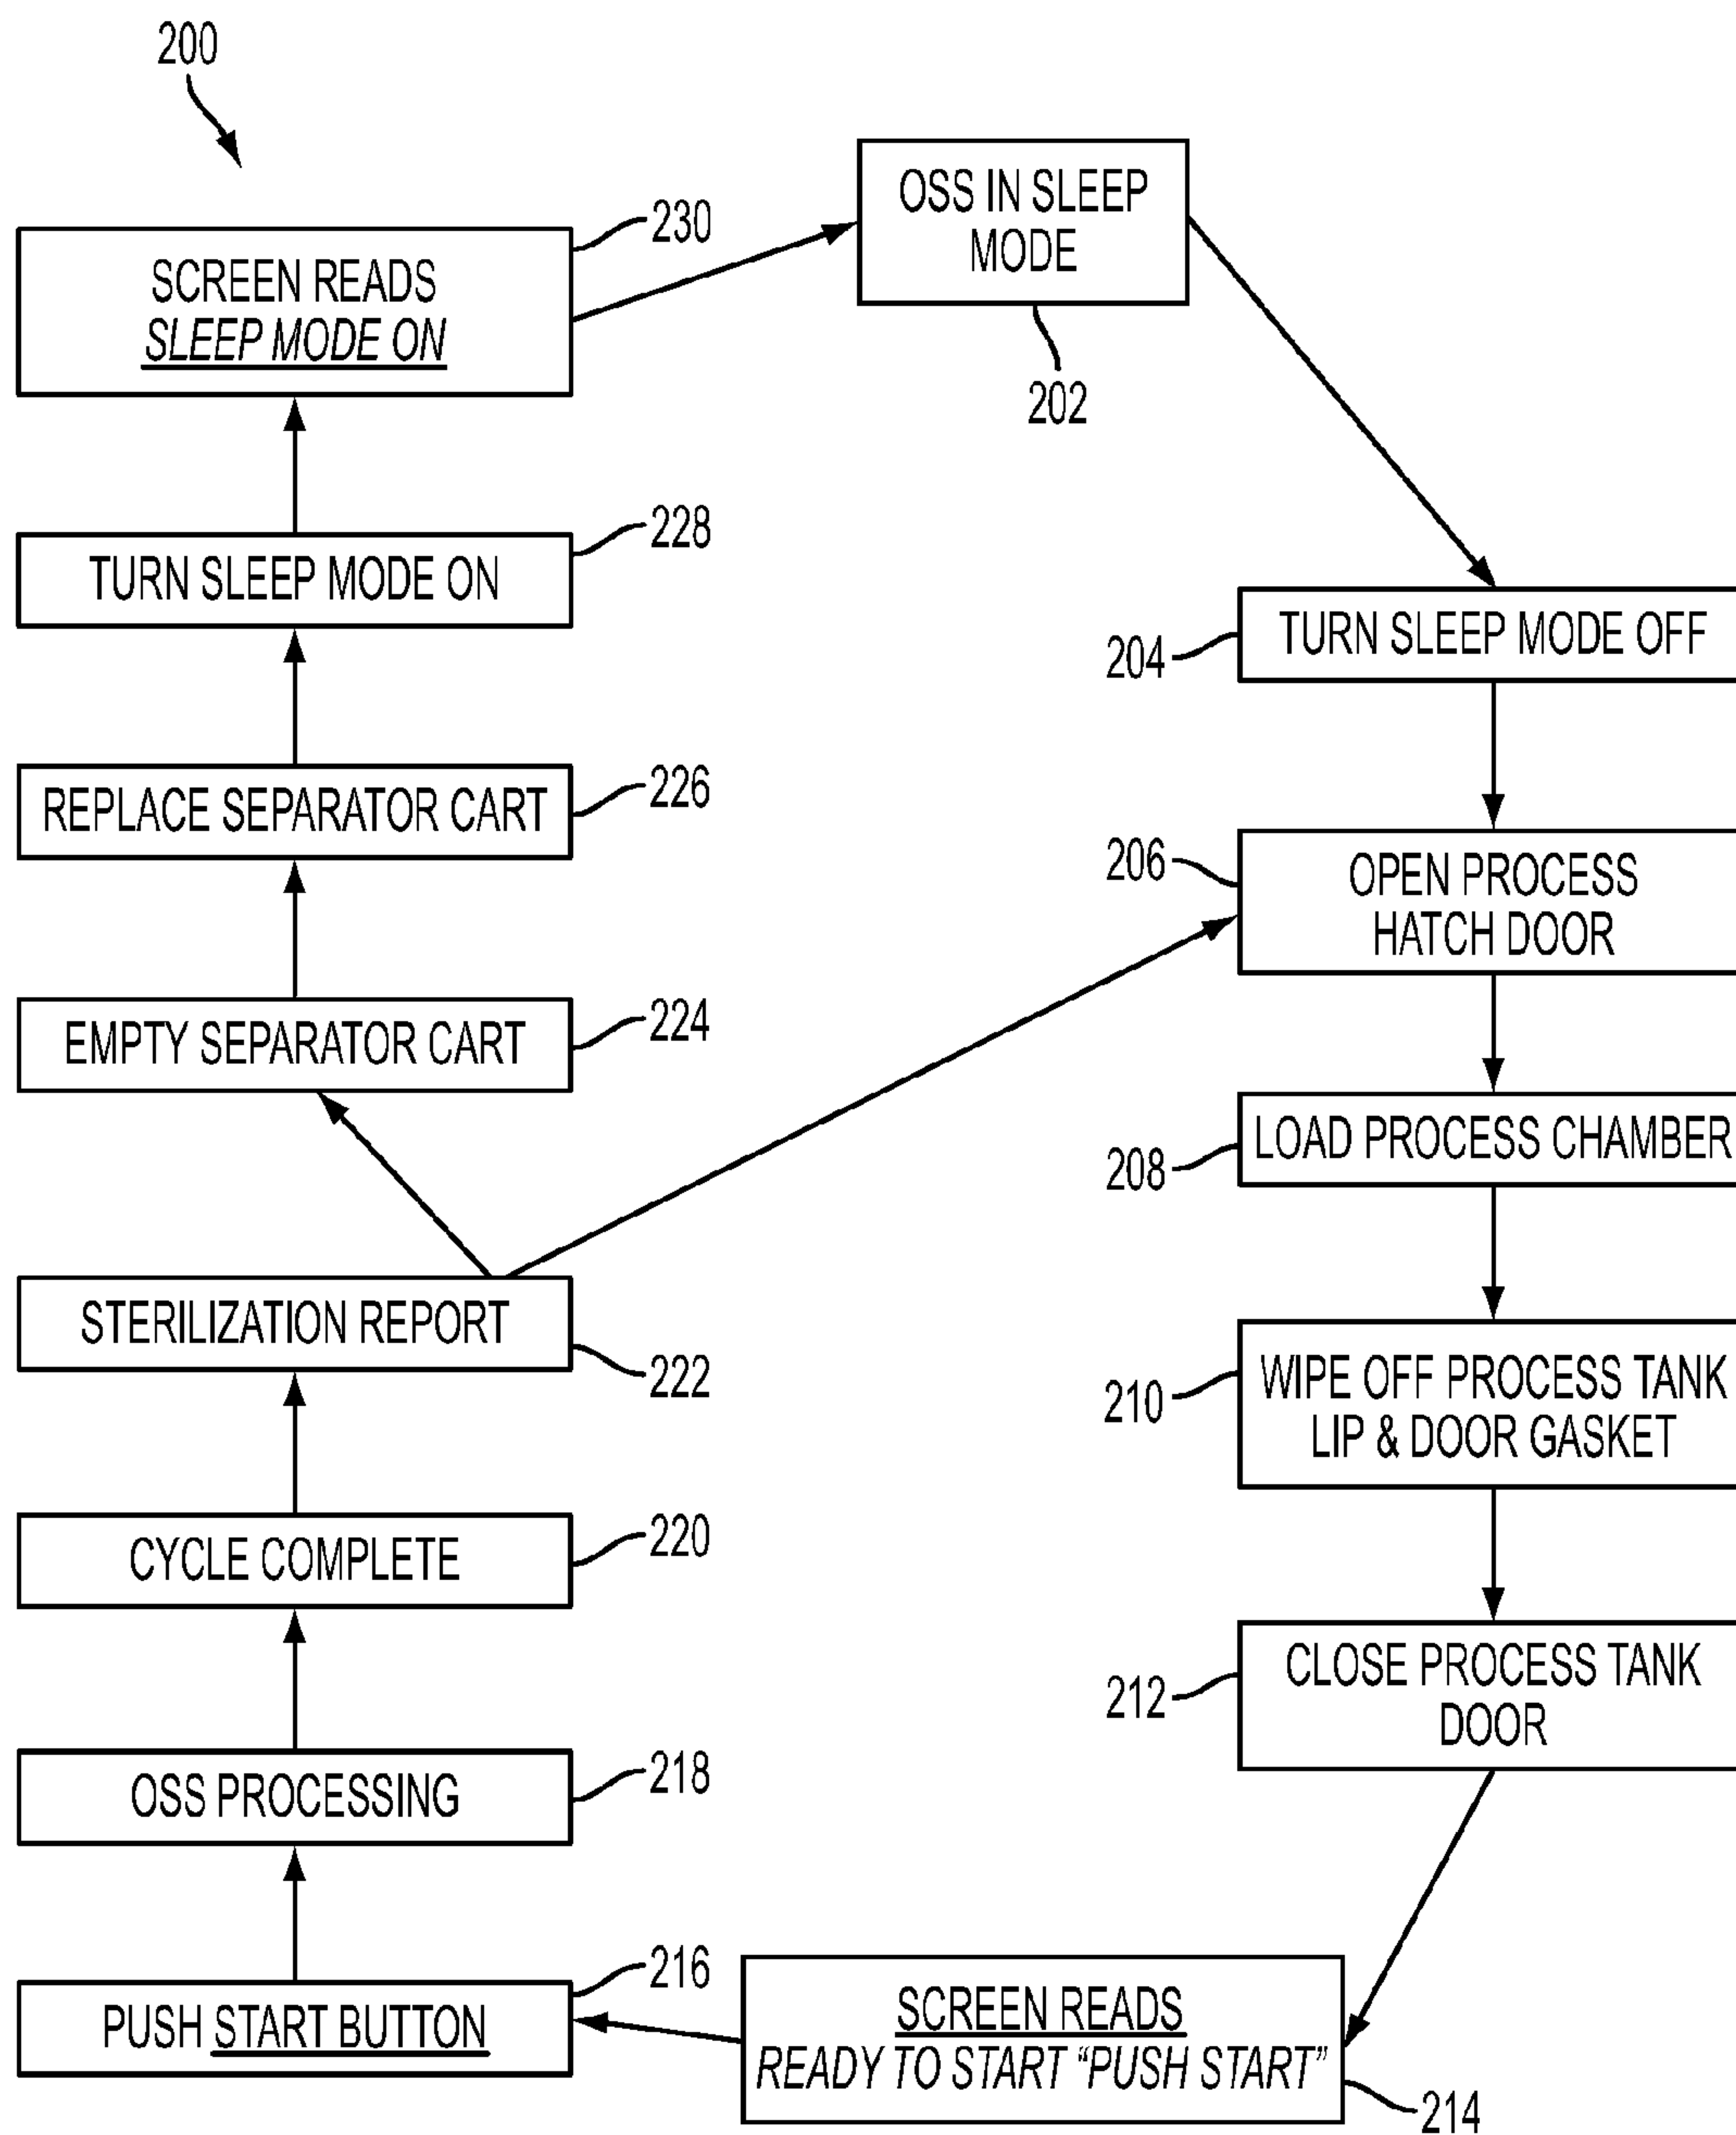 200
OSS IN SLEEP
MODE
202
TURN SLEEP MODE OFF
204
OPEN PROCESS
HATCH DOOR
206
LOAD PROCESS CHAMBER
208
WIPE OFF PROCESS TANK
LIP & DOOR GASKET
210
CLOSE PROCESS TANK
DOOR
212
SCREEN READS
READY TO START “PUSH START”
214
PUSH START BUTTON
216
OSS PROCESSING
218
CYCLE COMPLETE
220
STERILIZATION REPORT
222
EMPTY SEPARATOR CART
224
REPLACE SEPARATOR CART
226
TURN SLEEP MODE ON
228
SCREEN READS
SLEEP MODE ON
230